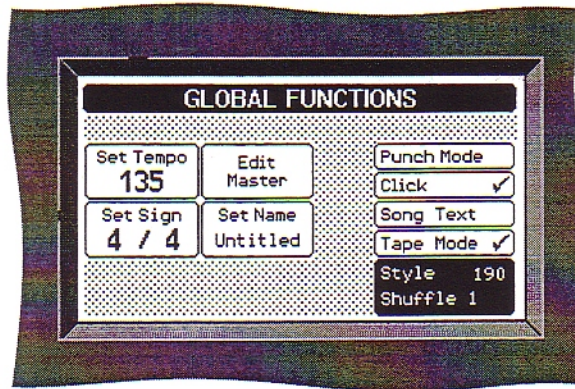 GLOBAL FUNCTIONS
Set Tempo
135
Edit
Master
Set Sign
4 / 4
Set Name
Untitled
Punch Mode
Click ✓
Song Text
Tape Mode ✓
Style 190
Shuffle 1